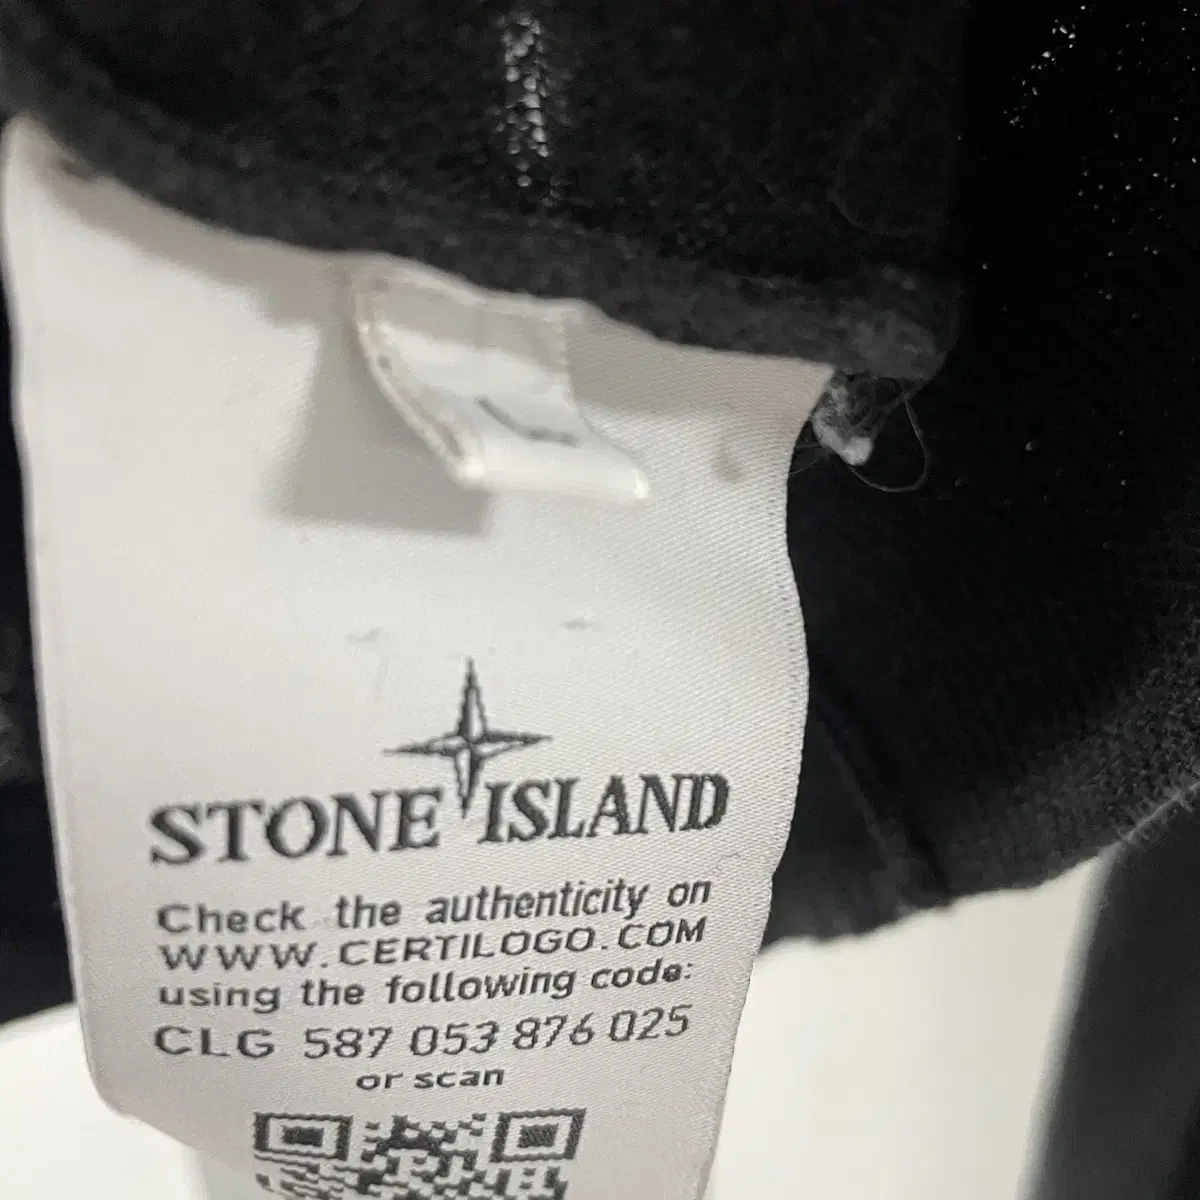 STONE ISLAND
Check the authenticity on
WWW.CERTILOGO.COM
using the following code:
CLG 587 053 876 025
or scan